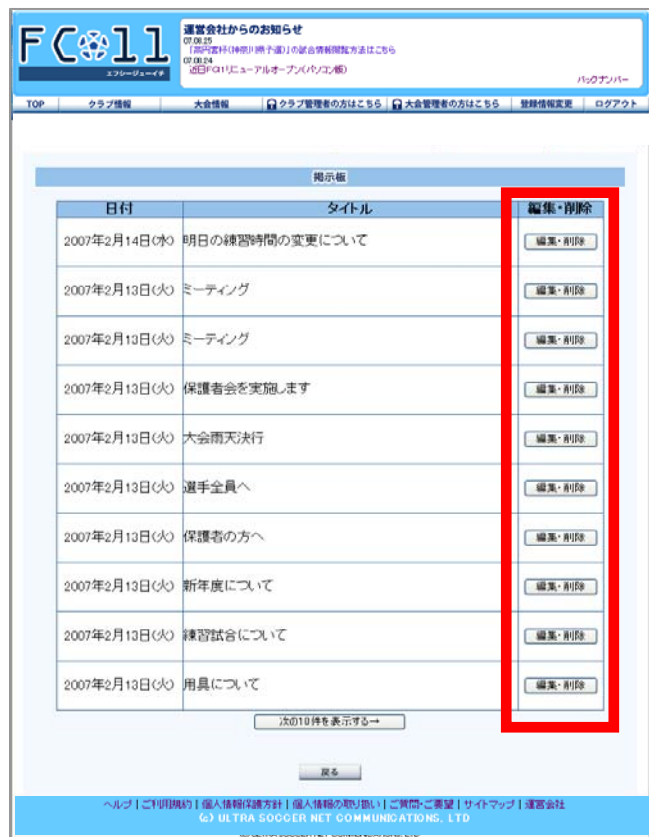 FColl
エフシージュ－イチ
運営会社からのお知らせ
07.08.25
「高円宮杯(神奈川県予選)」の試合情報閲覧方法はこちら
07.08.24
近日FC11リニューアルオープン(パソコン版)
バックナンバー
TOP クラブ情報 大会情報 クラブ管理者の方はこちら 大会管理者の方はこちら 登録情報変更 ログアウト
掲示板
日付 タイトル 編集・削除
2007年2月14日(水) 明日の練習時間の変更について 編集・削除
2007年2月13日(火) ミーティング 編集・削除
2007年2月13日(火) ミーティング 編集・削除
2007年2月13日(火) 保護者会を実施します 編集・削除
2007年2月13日(火) 大会雨天決行 編集・削除
2007年2月13日(火) 選手全員へ 編集・削除
2007年2月13日(火) 保護者の方へ 編集・削除
2007年2月13日(火) 新年度について 編集・削除
2007年2月13日(火) 練習試合について 編集・削除
2007年2月13日(火) 用具について 編集・削除
次の10件を表示する→
戻る
ヘルプ | ご利用規約 | 個人情報保護方針 | 個人情報の取り扱い | ご質問・ご要望 | サイトマップ | 運営会社
(c) ULTRA SOCCER NET COMMUNICATIONS, LTD